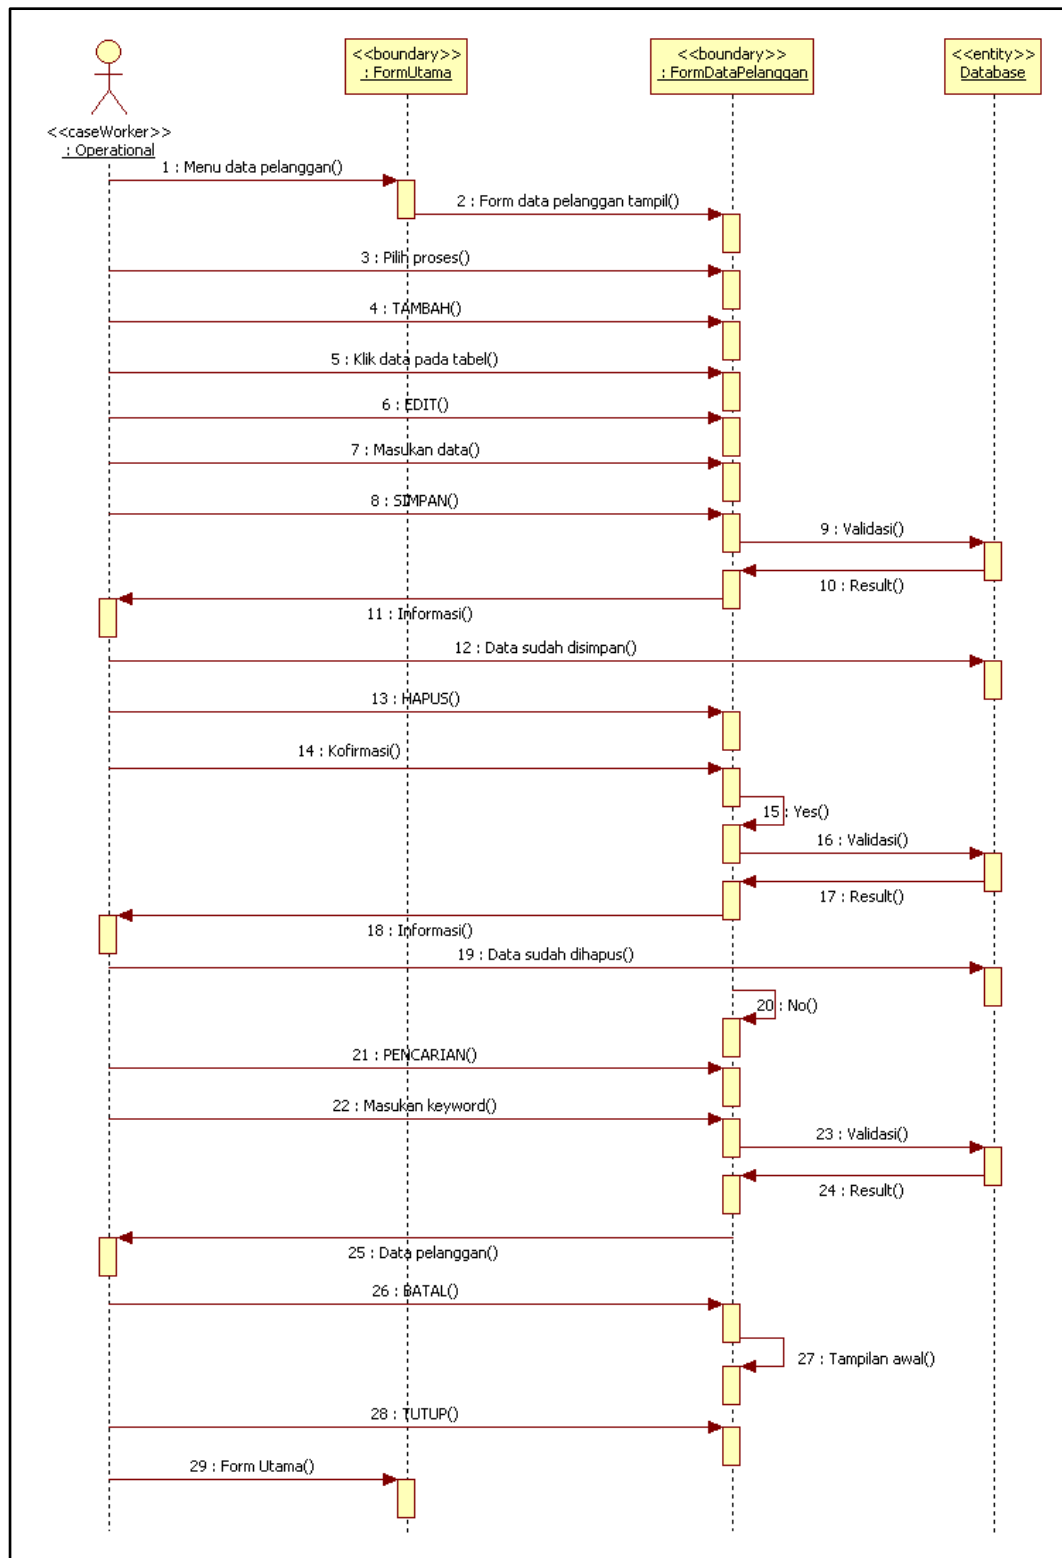 <<boundary>>
: FormUtama
<<boundary>>
: FormDataPelanggan
<<entity>>
Database
<<caseWorker>>
: Operational
1 : Menu data pelanggan()
2 : Form data pelanggan tampil()
3 : Pilih proses()
4 : TAMBAH()
5 : Klik data pada tabel()
6 : EDIT()
7 : Masukan data()
8 : SIMPAN()
9 : Validasi()
10 : Result()
11 : Informasi()
12 : Data sudah disimpan()
13 : HAPUS()
14 : Kofirmasi()
15 : Yes()
16 : Validasi()
17 : Result()
18 : Informasi()
19 : Data sudah dihapus()
20 : No()
21 : PENCARIAN()
22 : Masukan keyword()
23 : Validasi()
24 : Result()
25 : Data pelanggan()
26 : BATAL()
27 : Tampilan awal()
28 : TUTUP()
29 : Form Utama()